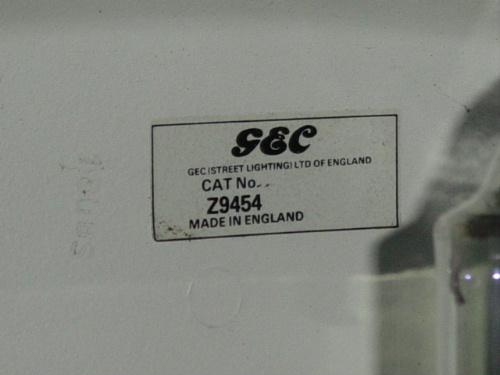 GEC
GEC (STREET LIGHTING) LTD OF ENGLAND
CAT No..
Z9454
MADE IN ENGLAND